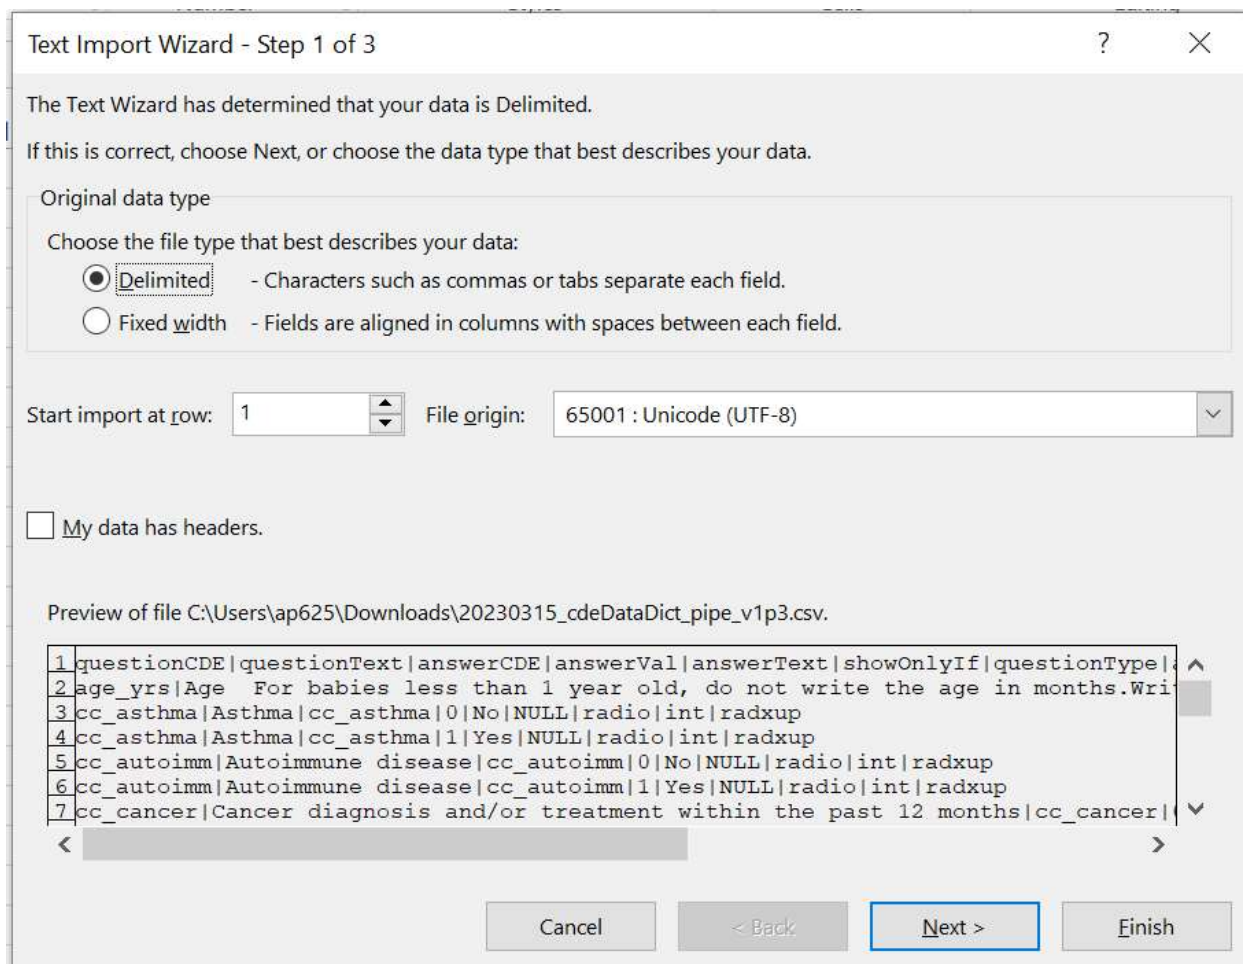 Text Import Wizard - Step 1 of 3 ?
The Text Wizard has determined that your data is Delimited.
If this is correct, choose Next, or choose the data type that best describes your data.
Original data type
Choose the file type that best describes your data:
Delimited - Characters such as commas or tabs separate each field.
Fixed width - Fields are aligned in columns with spaces between each field.
Start import at row: 1 File origin: 65001 : Unicode (UTF-8)
My data has headers.
Preview of file C:\Users\ap625\Downloads\20230315_cdeDataDict_pipe_v1p3.csv.
1 questionCDE|questionText|answerCDE|answerVal|answerText|showOnlyIf|questionType|
2 age_yrs|Age  For babies less than 1 year old, do not write the age in months.Wri
3 cc_asthma|Asthma|cc_asthma|0|No|NULL|radio|int|radxup
4 cc_asthma|Asthma|cc_asthma|1|Yes|NULL|radio|int|radxup
5 cc_autoimm|Autoimmune disease|cc_autoimm|0|No|NULL|radio|int|radxup
6 cc_autoimm|Autoimmune disease|cc_autoimm|1|Yes|NULL|radio|int|radxup
7 cc_cancer|Cancer diagnosis and/or treatment within the past 12 months|cc_cancer|
Cancel < Back Next > Finish